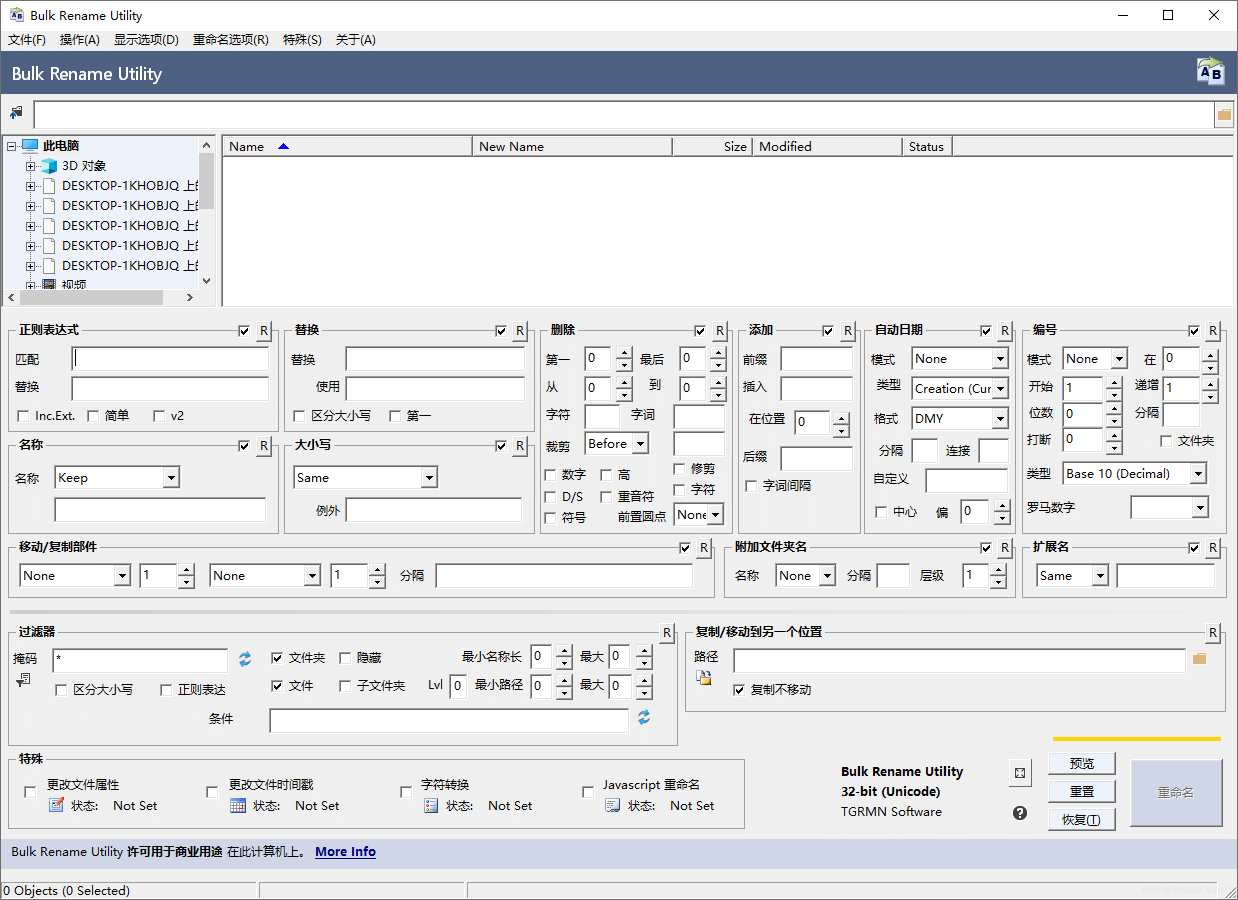 Bulk Rename Utility
文件(F) 操作(A) 显示选项(D) 重命名选项(R) 特殊(S) 关于(A)
Bulk Rename Utility
此电脑
3D 对象
DESKTOP-1KHOBJQ 上
DESKTOP-1KHOBJQ 上
DESKTOP-1KHOBJQ 上
DESKTOP-1KHOBJQ 上
DESKTOP-1KHOBJQ 上
视频
Name New Name Size Modified Status
正则表达式 R
匹配
替换
Inc.Ext. 简单 v2
替换 R
替换
使用
区分大小写 第一
名称 R
名称 Keep
大小写 R
Same
例外
删除 R
第一 0 最后 0
从 0 到 0
字符 字词
裁剪 Before
数字 高 修剪
D/S 重音符 字符
符号 前置圆点 None
添加 R
前缀
插入
在位置 0
后缀
字词间隔
自动日期 R
模式 None
类型 Creation (Cur
格式 DMY
分隔 连接
自定义
中心 偏 0
编号 R
模式 None 在 0
开始 1 递增 1
位数 0 分隔
打断 0 文件夹
类型 Base 10 (Decimal)
罗马数字
移动/复制部件 R
None 1 None 1 分隔
附加文件夹名 R
名称 None 分隔 层级 1
扩展名 R
Same
过滤器 R
掩码 * 文件夹 隐藏 最小名称长 0 最大 0
区分大小写 正则表达 文件 子文件夹 Lvl 0 最小路径 0 最大 0
条件
复制/移动到另一个位置 R
路径
复制不移动
特殊
更改文件属性 更改文件时间戳 字符转换 Javascript 重命名
状态: Not Set 状态: Not Set 状态: Not Set 状态: Not Set
Bulk Rename Utility
32-bit (Unicode)
TGRMN Software
预览
重置
恢复(T)
重命名
Bulk Rename Utility 许可用于商业用途 在此计算机上。 More Info
0 Objects (0 Selected)